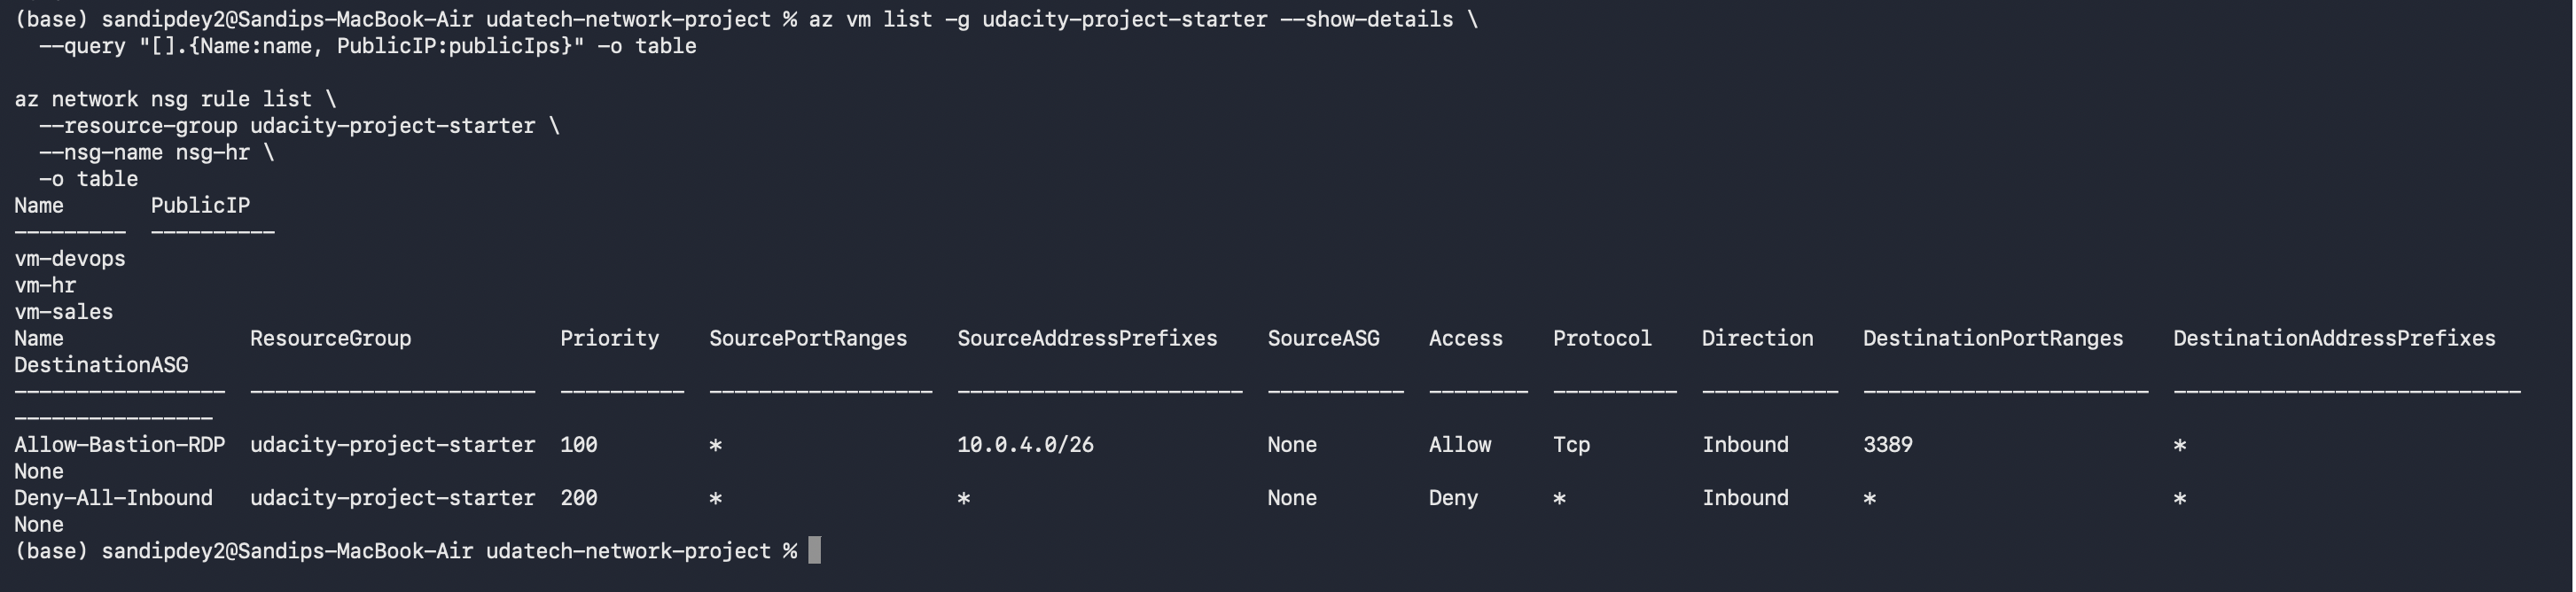 (base) sandipdey2@Sandips-MacBook-Air udatech-network-project % az vm list -g udacity-project-starter --show-details \
  --query "[].{Name:name, PublicIP:publicIps}" -o table

az network nsg rule list \
  --resource-group udacity-project-starter \
  --nsg-name nsg-hr \
  -o table
Name       PublicIP
---------  ----------
vm-devops
vm-hr
vm-sales
Name               ResourceGroup            Priority    SourcePortRanges    SourceAddressPrefixes    SourceASG    Access    Protocol    Direction    DestinationPortRanges    DestinationAddressPrefixes
DestinationASG
-----------------  -----------------------  ----------  ------------------  -----------------------  -----------  --------  ----------  -----------  -----------------------  ----------------------------
----------------
Allow-Bastion-RDP  udacity-project-starter  100         *                   10.0.4.0/26              None         Allow     Tcp         Inbound      3389                     *
None
Deny-All-Inbound   udacity-project-starter  200         *                   *                        None         Deny      *           Inbound      *                        *
None
(base) sandipdey2@Sandips-MacBook-Air udatech-network-project %